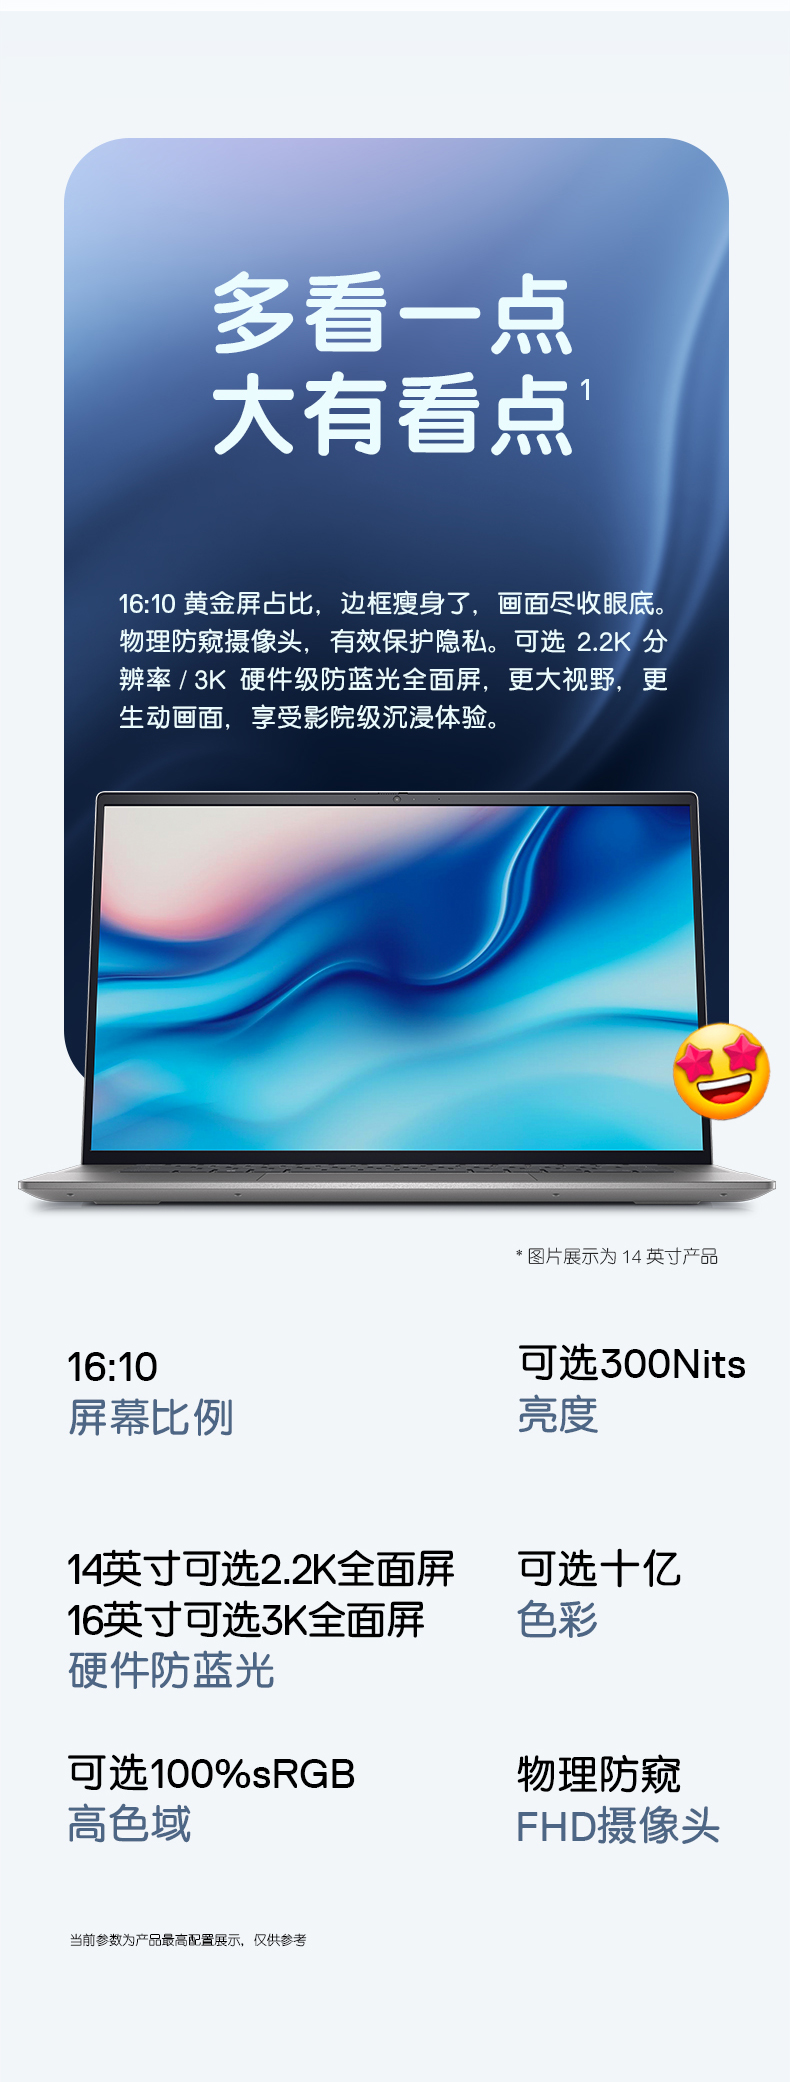 多看一点
大有看点1
16:10 黄金屏占比，边框瘦身了，画面尽收眼底。
物理防窥摄像头，有效保护隐私。可选 2.2K 分
辨率 / 3K 硬件级防蓝光全面屏，更大视野，更
生动画面，享受影院级沉浸体验。
* 图片展示为 14 英寸产品
16:10
屏幕比例
可选300Nits
亮度
14英寸可选2.2K全面屏
16英寸可选3K全面屏
硬件防蓝光
可选十亿
色彩
可选100%sRGB
高色域
物理防窥
FHD摄像头
当前参数为产品最高配置展示，仅供参考